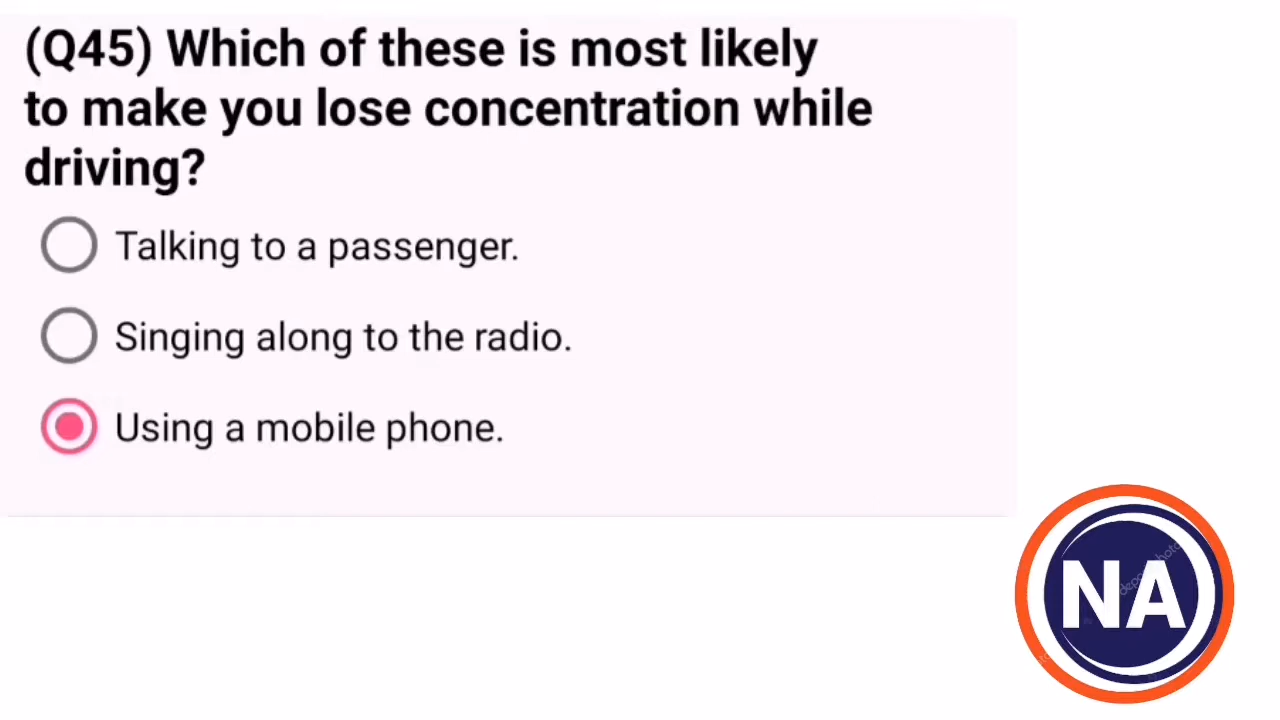 (Q45) Which of these is most likely
to make you lose concentration while
driving?
Talking to a passenger.
Singing along to the radio.
Using a mobile phone.
NA